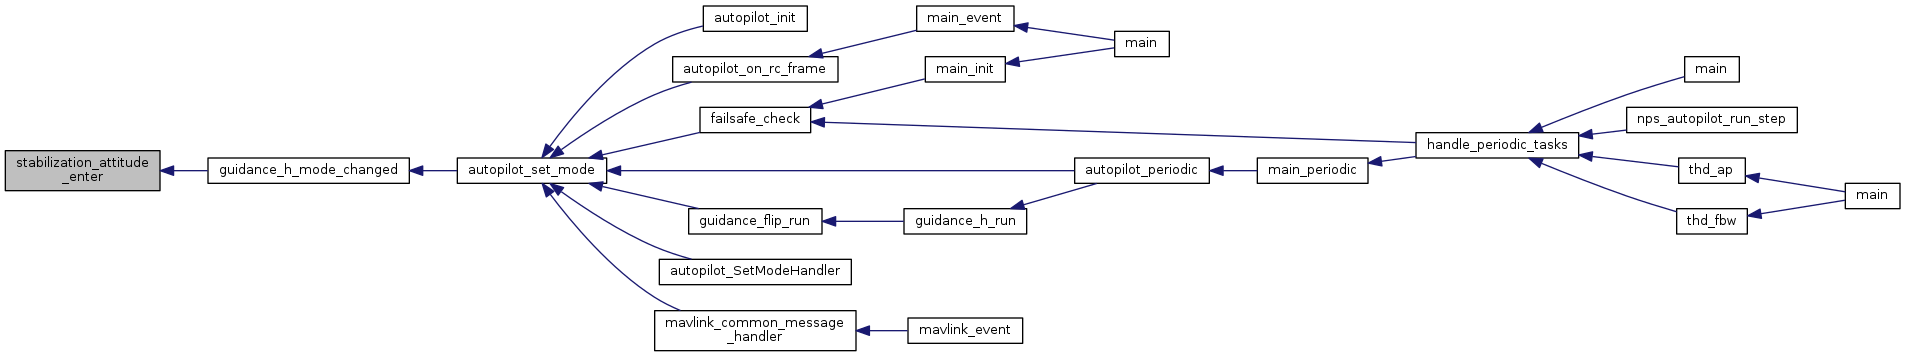 stabilization_attitude
_enter
guidance_h_mode_changed
autopilot_set_mode
autopilot_init
autopilot_on_rc_frame
failsafe_check
guidance_flip_run
autopilot_SetModeHandler
mavlink_common_message
_handler
main_event
main_init
autopilot_periodic
guidance_h_run
mavlink_event
main
main_periodic
handle_periodic_tasks
main
nps_autopilot_run_step
thd_ap
thd_fbw
main